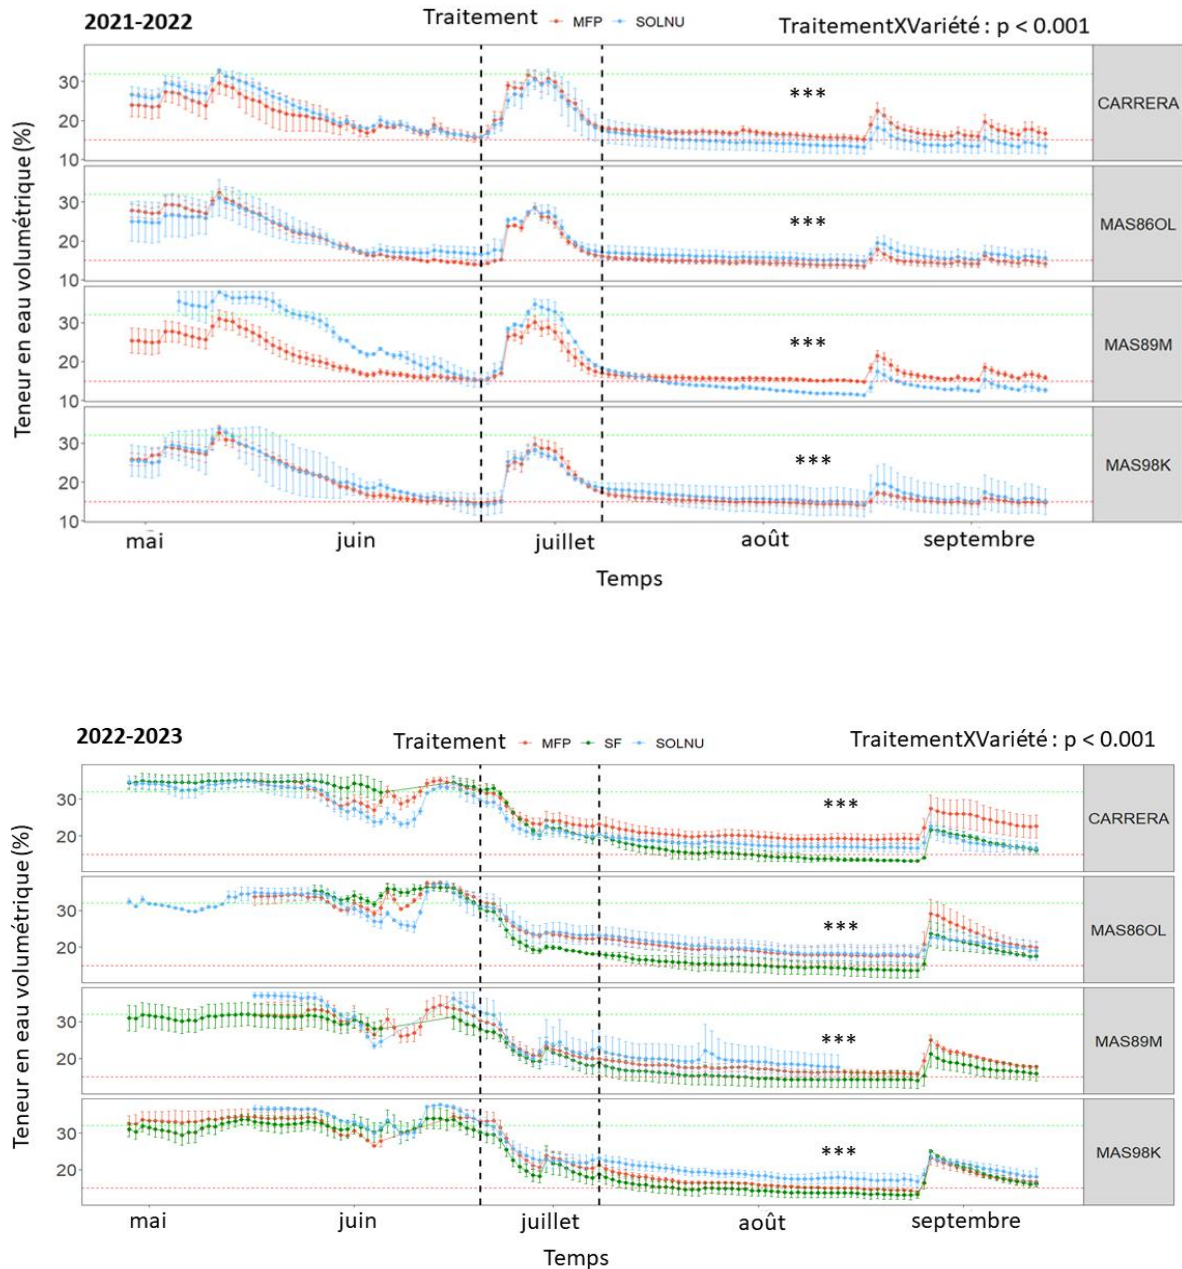 2021-2022
Traitement MFP SOLNU
TraitementXVariété : p < 0.001
Teneur en eau volumétrique (%)
30
20
10
***
CARRERA
30
20
10
***
MAS86OL
30
20
10
***
MAS89M
30
20
10
***
MAS98K
mai juin juillet août septembre
Temps
2022-2023
Traitement MFP SF SOLNU
TraitementXVariété : p < 0.001
Teneur en eau volumétrique (%)
30
20
***
CARRERA
30
20
***
MAS86OL
30
20
***
MAS89M
30
20
***
MAS98K
mai juin juillet août septembre
Temps